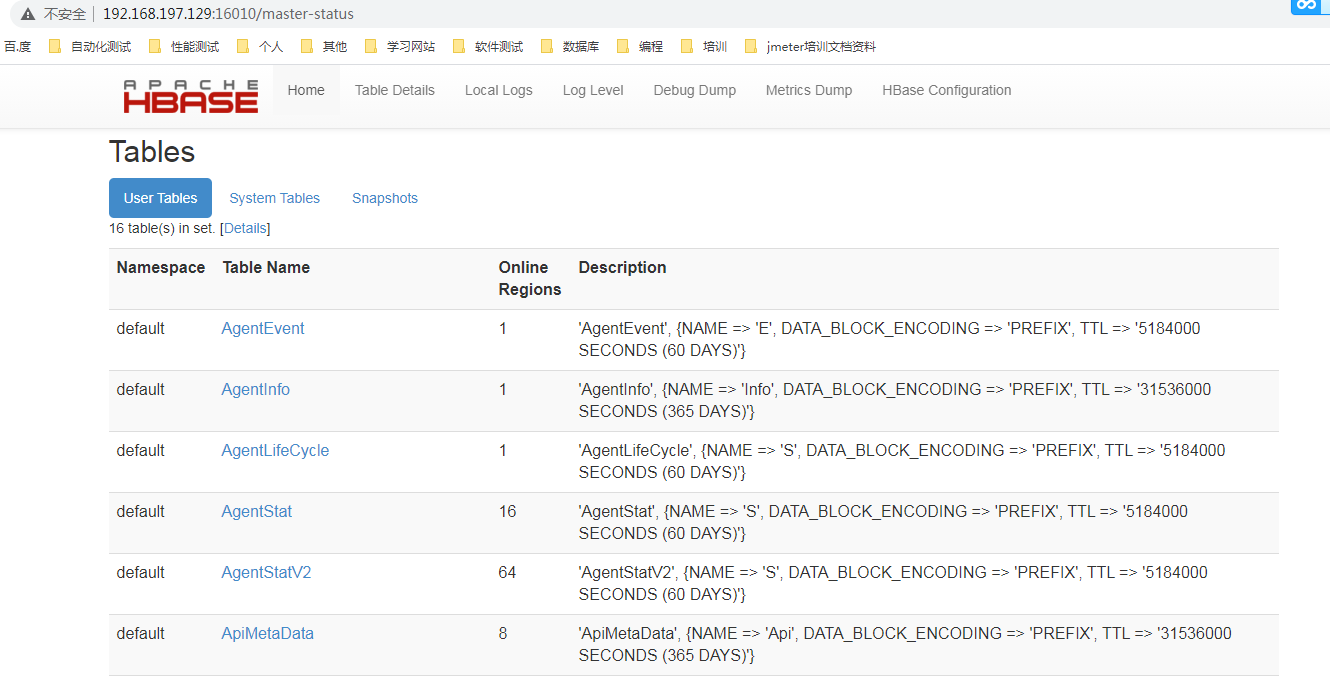 不安全 | 192.168.197.129:16010/master-status
百度 自动化测试 性能测试 个人 其他 学习网站 软件测试 数据库 编程 培训 jmeter培训文档资料
APACHE
HBASE
Home Table Details Local Logs Log Level Debug Dump Metrics Dump HBase Configuration
Tables
User Tables System Tables Snapshots
16 table(s) in set. [Details]
Namespace Table Name Online Regions Description
default AgentEvent 1 'AgentEvent', {NAME => 'E', DATA_BLOCK_ENCODING => 'PREFIX', TTL => '5184000
SECONDS (60 DAYS)'}
default AgentInfo 1 'AgentInfo', {NAME => 'Info', DATA_BLOCK_ENCODING => 'PREFIX', TTL => '31536000
SECONDS (365 DAYS)'}
default AgentLifeCycle 1 'AgentLifeCycle', {NAME => 'S', DATA_BLOCK_ENCODING => 'PREFIX', TTL => '5184000
SECONDS (60 DAYS)'}
default AgentStat 16 'AgentStat', {NAME => 'S', DATA_BLOCK_ENCODING => 'PREFIX', TTL => '5184000
SECONDS (60 DAYS)'}
default AgentStatV2 64 'AgentStatV2', {NAME => 'S', DATA_BLOCK_ENCODING => 'PREFIX', TTL => '5184000
SECONDS (60 DAYS)'}
default ApiMetaData 8 'ApiMetaData', {NAME => 'Api', DATA_BLOCK_ENCODING => 'PREFIX', TTL => '31536000
SECONDS (365 DAYS)'}